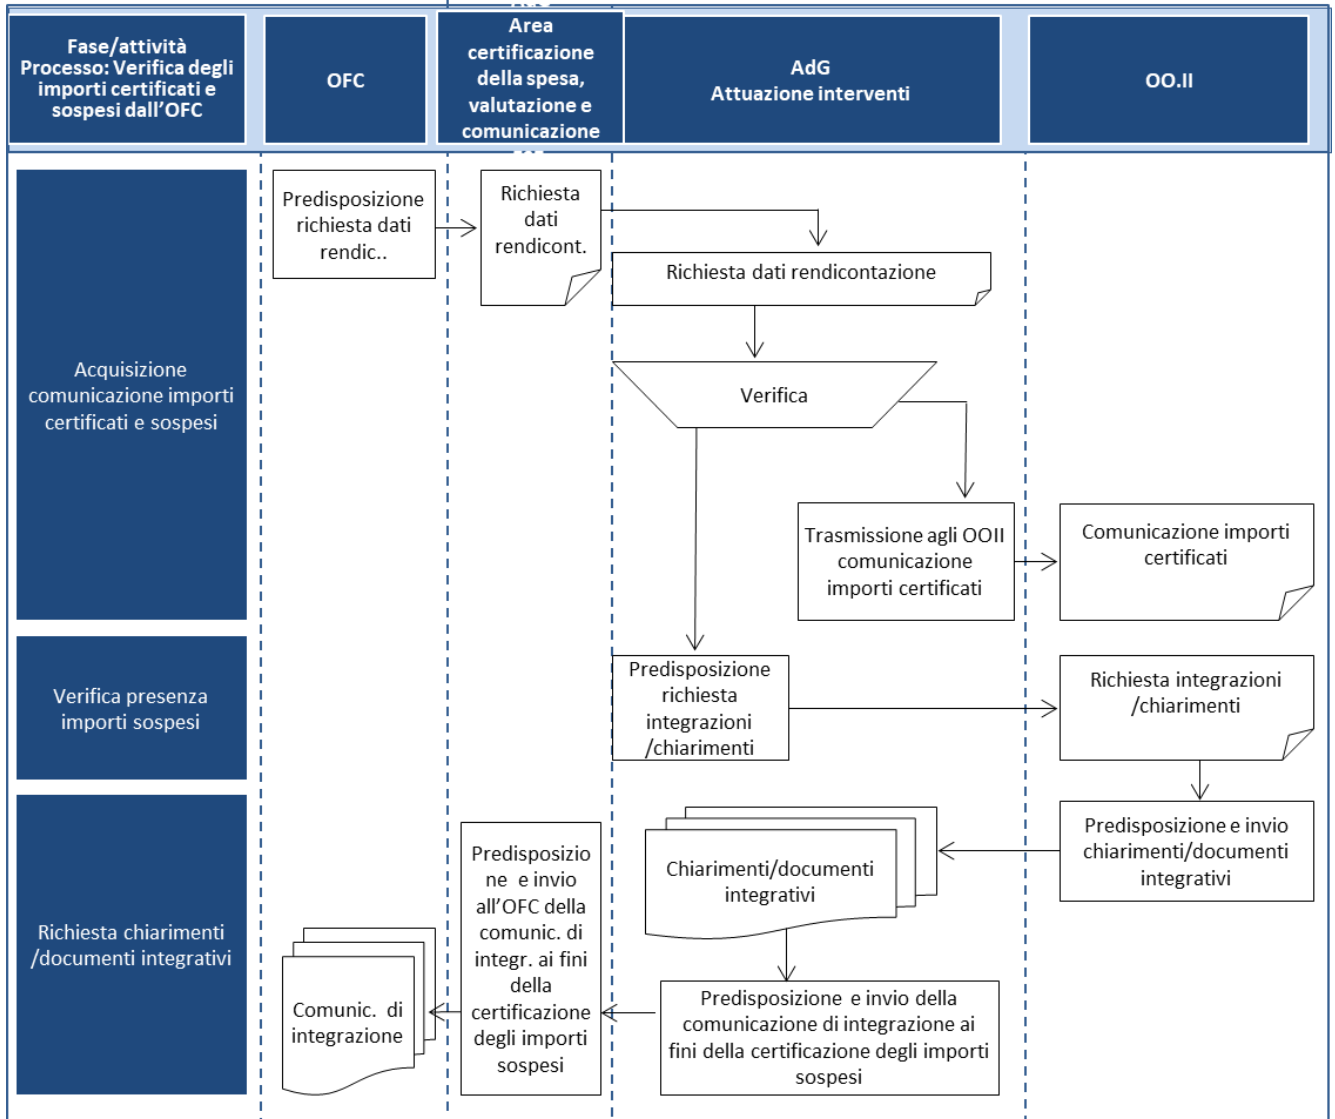 Fase/attività
Processo: Verifica degli
importi certificati e
sospesi dall'OFC
OFC
Area
certificazione
della spesa,
valutazione e
comunicazione
AdG
Attuazione interventi
OO.II
Acquisizione
comunicazione importi
certificati e sospesi
Predisposizione
richiesta dati
rendic..
Richiesta
dati
rendicont.
Richiesta dati rendicontazione
Verifica
Trasmissione agli OOII
comunicazione
importi certificati
Comunicazione importi
certificati
Verifica presenza
importi sospesi
Predisposizione
richiesta
integrazioni
/chiarimenti
Richiesta integrazioni
/chiarimenti
Richiesta chiarimenti
/documenti integrativi
Predisposizione e invio
chiarimenti/documenti
integrativi
Chiarimenti/documenti
integrativi
Predisposizione e invio della
comunicazione di integrazione ai
fini della certificazione degli importi
sospesi
Predisposizio
ne e invio
all'OFC della
comunic. di
integr. ai fini
della
certificazione
degli importi
sospesi
Comunic. di
integrazione